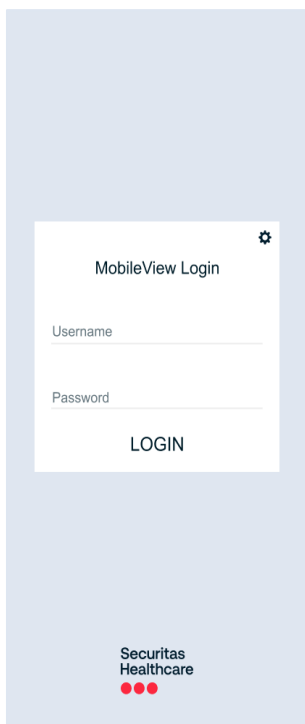 MobileView Login
Username
Password
LOGIN
Securitas
Healthcare